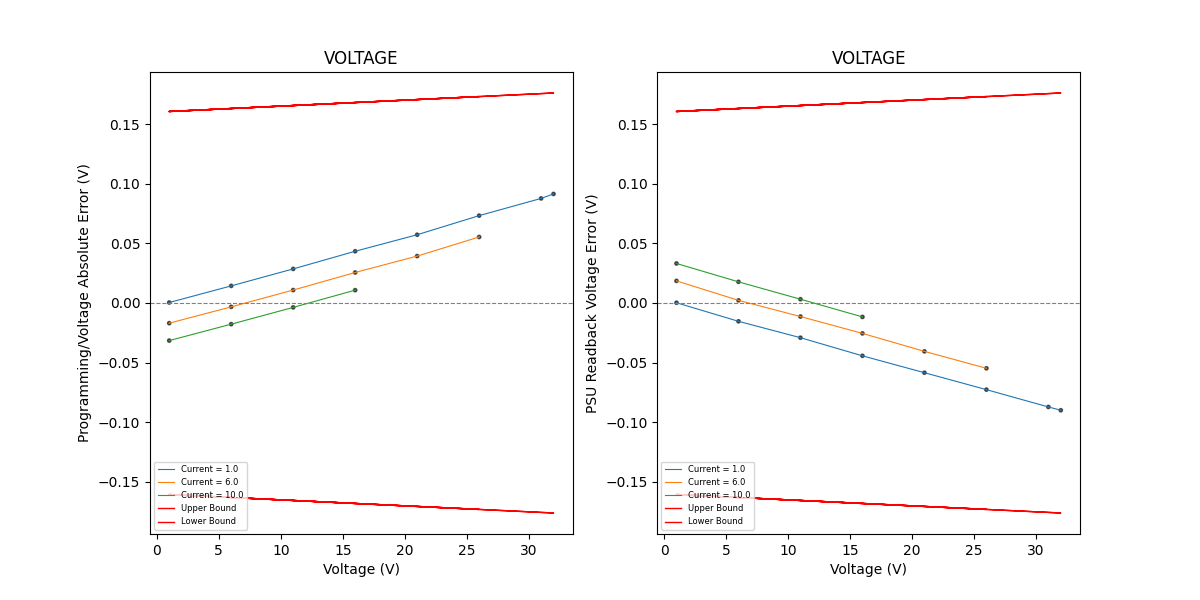 VOLTAGE
Programming/Voltage Absolute Error (V)
0.15
0.10
0.05
0.00
−0.05
−0.10
−0.15
Current = 1.0
Current = 6.0
Current = 10.0
Upper Bound
Lower Bound
0 5 10 15 20 25 30
Voltage (V)
VOLTAGE
PSU Readback Voltage Error (V)
0.15
0.10
0.05
0.00
−0.05
−0.10
−0.15
Current = 1.0
Current = 6.0
Current = 10.0
Upper Bound
Lower Bound
0 5 10 15 20 25 30
Voltage (V)